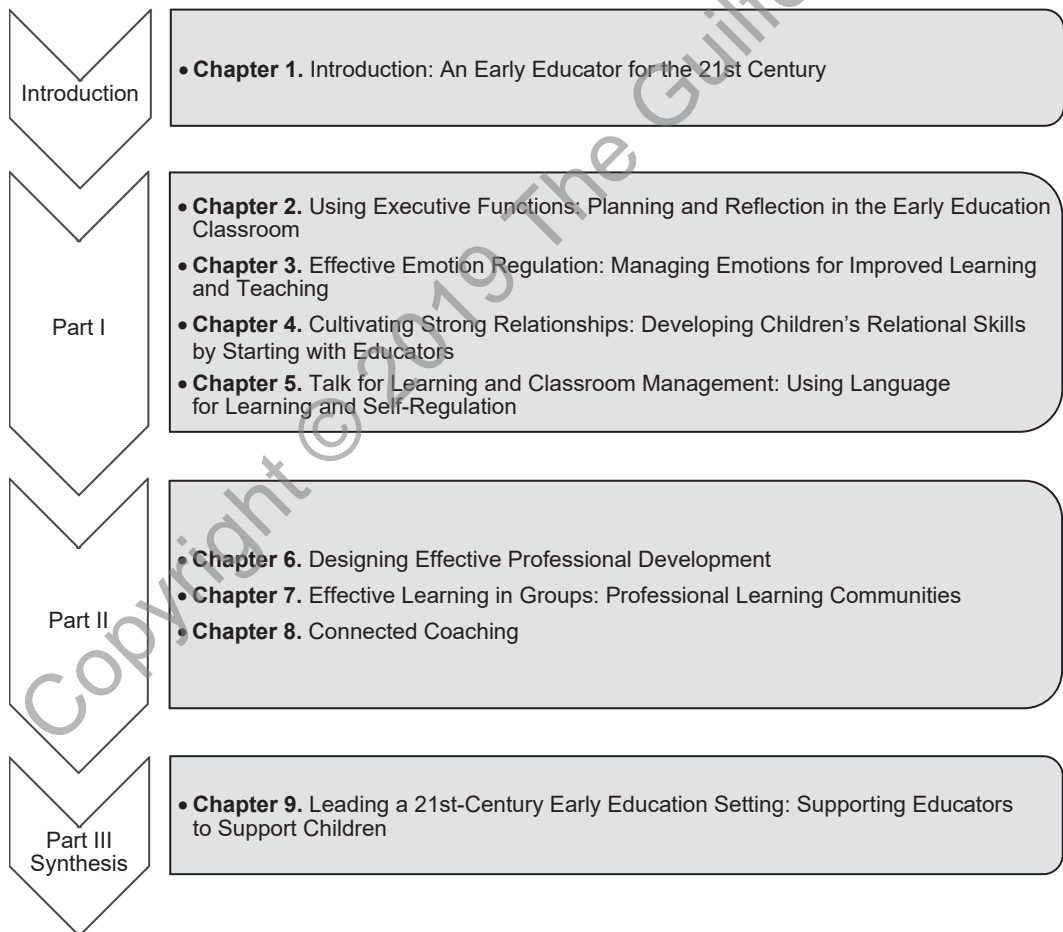 Introduction
• Chapter 1. Introduction: An Early Educator for the 21st Century
Part I
• Chapter 2. Using Executive Functions: Planning and Reflection in the Early Education
Classroom
• Chapter 3. Effective Emotion Regulation: Managing Emotions for Improved Learning
and Teaching
• Chapter 4. Cultivating Strong Relationships: Developing Children’s Relational Skills
by Starting with Educators
• Chapter 5. Talk for Learning and Classroom Management: Using Language
for Learning and Self-Regulation
Part II
• Chapter 6. Designing Effective Professional Development
• Chapter 7. Effective Learning in Groups: Professional Learning Communities
• Chapter 8. Connected Coaching
Part III
Synthesis
• Chapter 9. Leading a 21st-Century Early Education Setting: Supporting Educators
to Support Children
Copyright © 2019 The